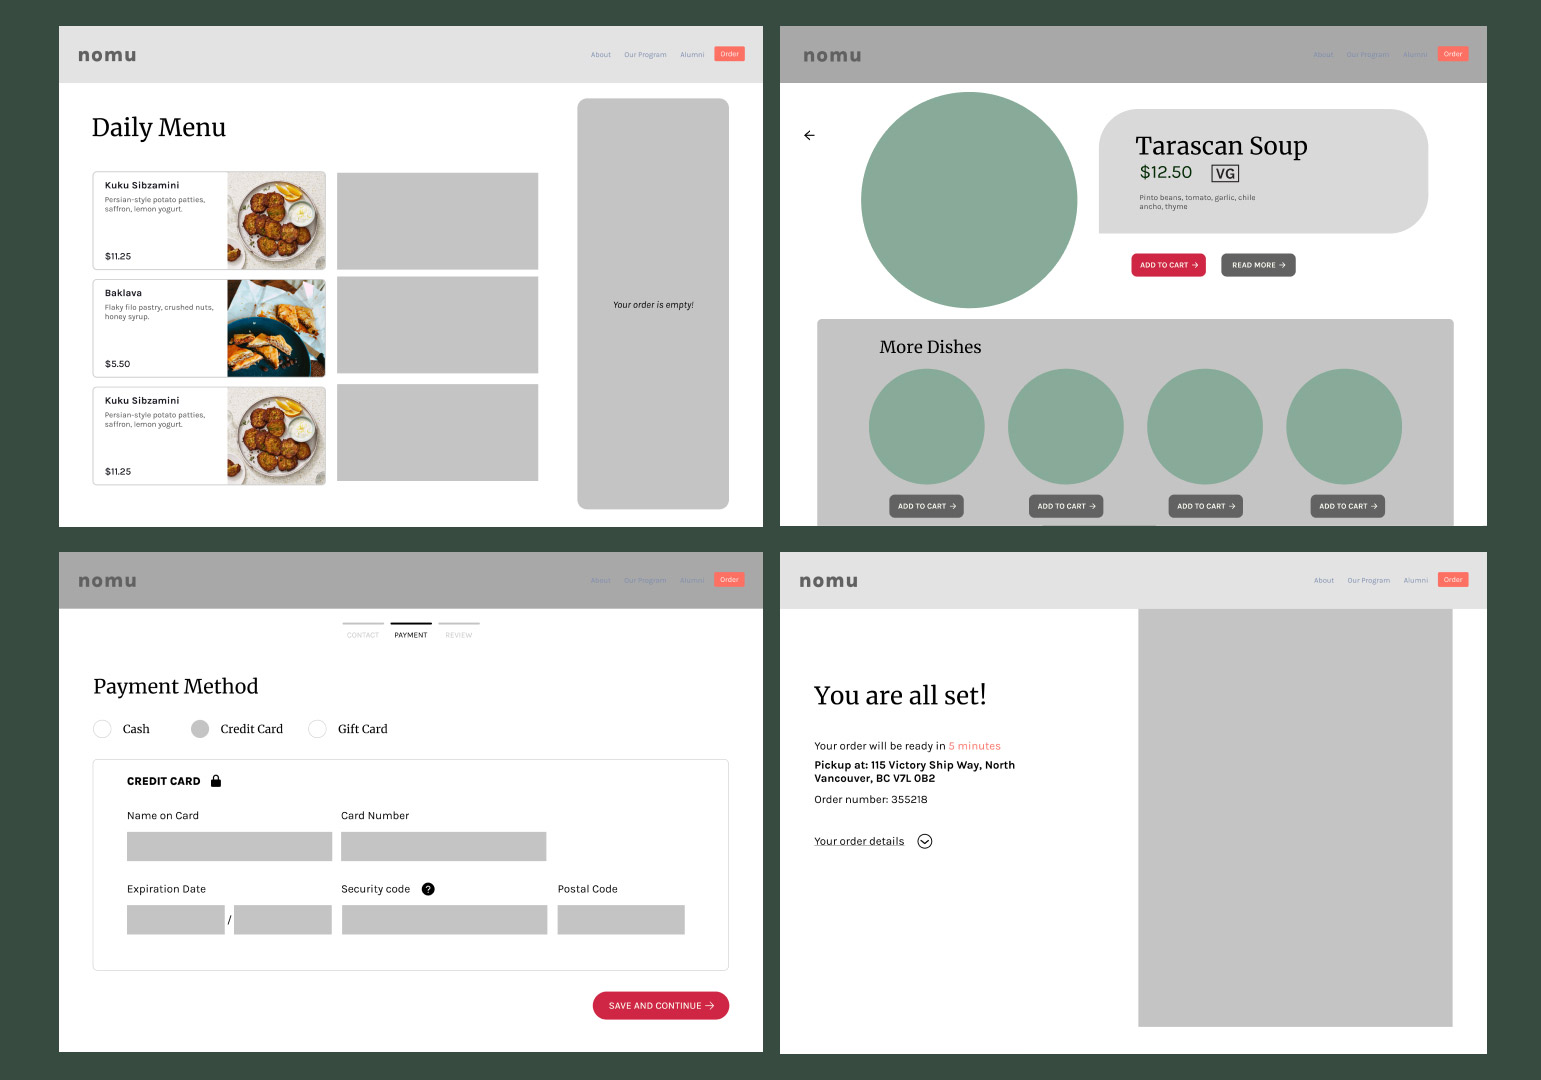 nomu
About Our Program Alumni Order
Daily Menu
Kuku Sibzamini
Persian-style potato patties,
saffron, lemon yogurt.
$11.25
Baklava
Flaky filo pastry, crushed nuts,
honey syrup.
$5.50
Kuku Sibzamini
Persian-style potato patties,
saffron, lemon yogurt.
$11.25
Your order is empty!
nomu
About Our Program Alumni Order
Tarascan Soup
$12.50 VG
Pinto beans, tomato, garlic, chile
ancho, thyme
ADD TO CART → READ MORE →
More Dishes
ADD TO CART → ADD TO CART → ADD TO CART → ADD TO CART →
nomu
About Our Program Alumni Order
CONTACT PAYMENT REVIEW
Payment Method
Cash Credit Card Gift Card
CREDIT CARD
Name on Card Card Number
Expiration Date Security code ? Postal Code
/
SAVE AND CONTINUE →
nomu
About Our Program Alumni Order
You are all set!
Your order will be ready in 5 minutes
Pickup at: 115 Victory Ship Way, North
Vancouver, BC V7L 0B2
Order number: 355218
Your order details